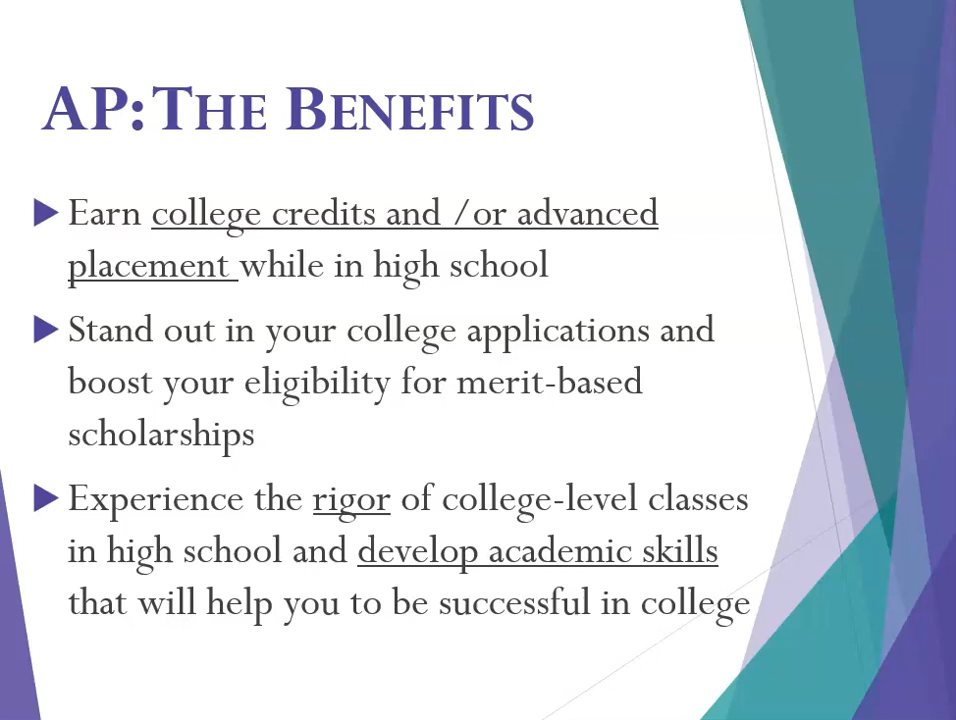 AP: THE BENEFITS
Earn college credits and /or advanced
placement while in high school
Stand out in your college applications and
boost your eligibility for merit-based
scholarships
Experience the rigor of college-level classes
in high school and develop academic skills
that will help you to be successful in college